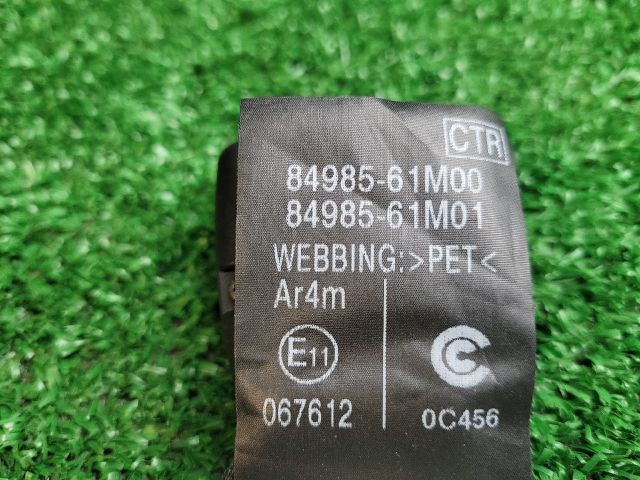 CTR
84985-61M00
84985-61M01
WEBBING:>PET<
Ar4m
E11
067612
C
0C456